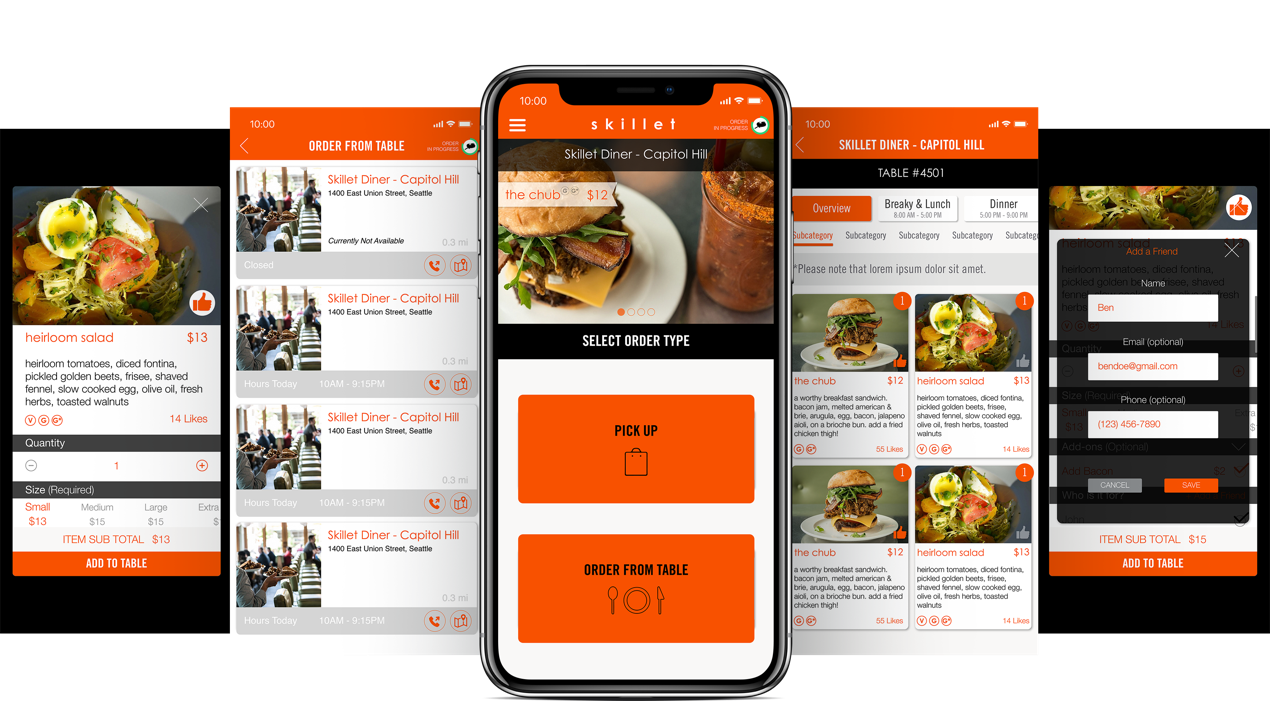 heirloom salad $13
heirloom tomatoes, diced fontina,
pickled golden beets, frisee, shaved
fennel, slow cooked egg, olive oil, fresh
herbs, toasted walnuts
V G G+ 14 Likes
Quantity
1
Size (Required)
Small Medium Large Extra
$13 $15 $15
ITEM SUB TOTAL $13
ADD TO TABLE
10:00
ORDER FROM TABLE
ORDER
IN PROGRESS
Skillet Diner - Capitol Hill
1400 East Union Street, Seattle
Currently Not Available 0.3 mi
Closed
Skillet Diner - Capitol Hill
1400 East Union Street, Seattle
0.3 mi
Hours Today 10AM - 9:15PM
Skillet Diner - Capitol Hill
1400 East Union Street, Seattle
0.3 mi
Hours Today 10AM - 9:15PM
Skillet Diner - Capitol Hill
1400 East Union Street, Seattle
0.3 mi
Hours Today 10AM - 9:15PM
10:00
skillet
ORDER
IN PROGRESS
Skillet Diner - Capitol Hill
the chub G G+ $12
SELECT ORDER TYPE
PICK UP
ORDER FROM TABLE
10:00
SKILLET DINER - CAPITOL HILL
TABLE #4501
Overview Breaky & Lunch Dinner
8:00 AM - 5:00 PM 5:00 PM - 9:00 PM
Subcategory Subcategory Subcategory Subcategory Subcateg
*Please note that lorem ipsum dolor sit amet.
1 1
the chub $12
a worthy breakfast sandwich.
bacon jam, melted american &
brie, arugula, egg, bacon, jalapeno
aioli, on a brioche bun. add a fried
chicken thigh!
G G+ 55 Likes
heirloom salad $13
heirloom tomatoes, diced fontina,
pickled golden beets, frisee,
shaved fennel, slow cooked egg,
olive oil, fresh herbs, toasted
walnuts
V G G+ 14 Likes
1 1
the chub $12
a worthy breakfast sandwich.
bacon jam, melted american &
brie, arugula, egg, bacon, jalapeno
aioli, on a brioche bun. add a fried
chicken thigh!
G G+ 55 Likes
heirloom salad $13
heirloom tomatoes, diced fontina,
pickled golden beets, frisee,
shaved fennel, slow cooked egg,
olive oil, fresh herbs, toasted
walnuts
V G G+ 14 Likes
heirloom salad
Add a Friend
Name
Ben
Email (optional)
bendoe@gmail.com
Phone (optional)
(123) 456-7890
Add-ons (Optional)
Add Bacon $2
CANCEL SAVE
Who is it for?
ITEM SUB TOTAL $15
ADD TO TABLE